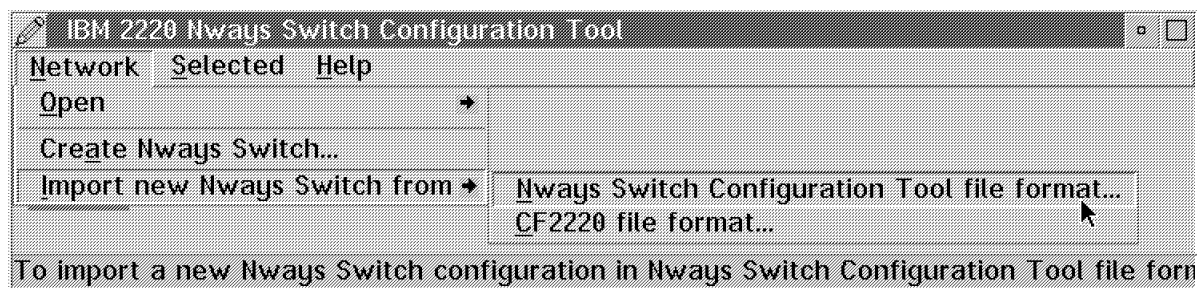 IBM 2220 Nways Switch Configuration Tool
Network Selected Help
Open
Create Nways Switch...
Import new Nways Switch from
Nways Switch Configuration Tool file format...
CF2220 file format...
To import a new Nways Switch configuration in Nways Switch Configuration Tool file form